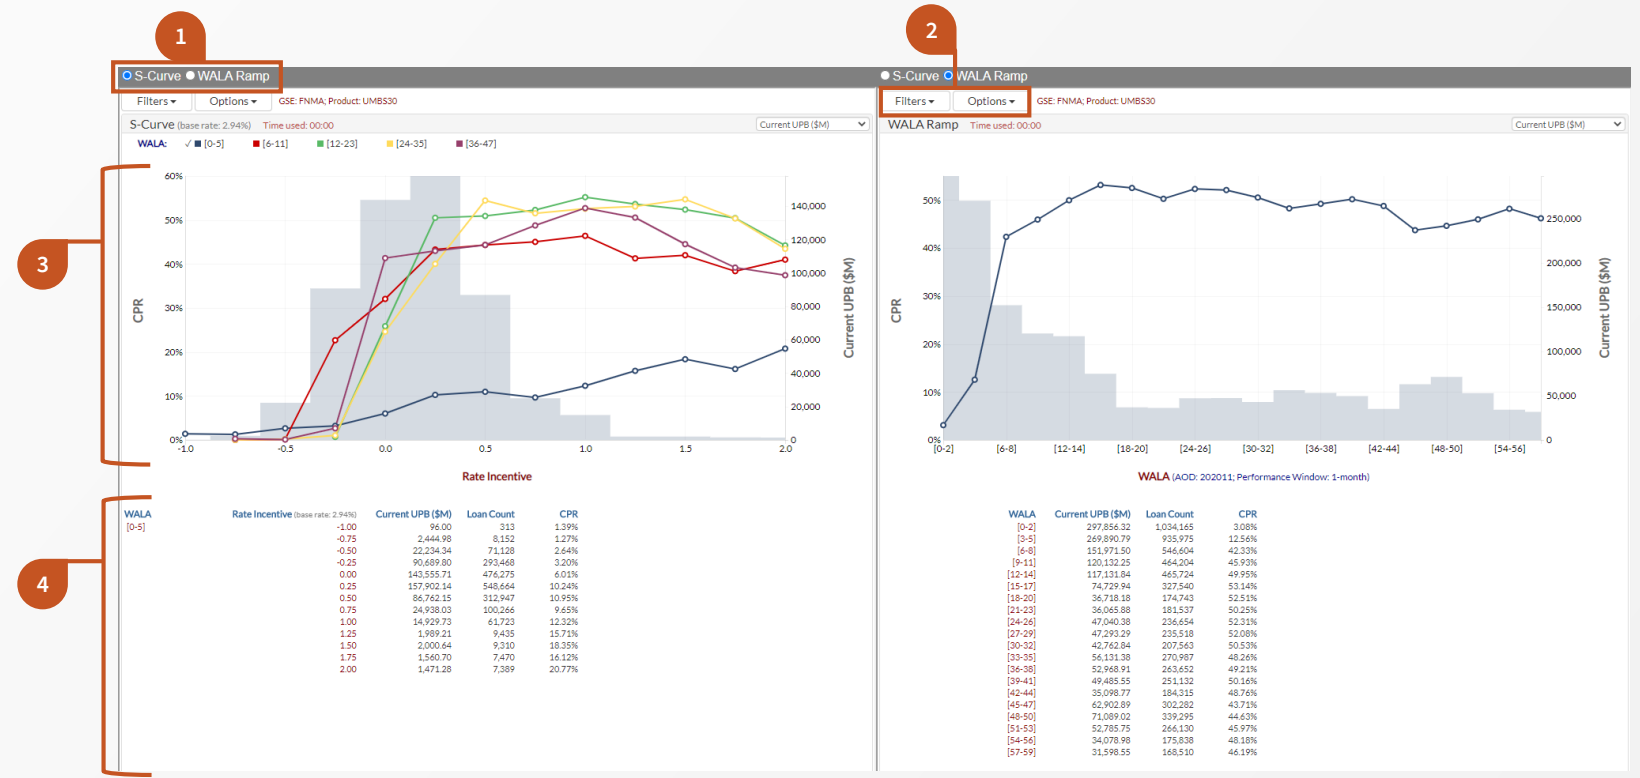 1
2
S-Curve WALA Ramp
Filters Options GSE: FNMA; Product: UMBS30
S-Curve (base rate: 2.94%) Time used: 00:00 Current UPB ($M)
WALA: ✓ [0-5] [6-11] [12-23] [24-35] [36-47]
3
CPR
60%
50%
40%
30%
20%
10%
0%
140,000
120,000
100,000
80,000
60,000
40,000
20,000
0
Current UPB ($M)
-1.0 -0.5 0.0 0.5 1.0 1.5 2.0
Rate Incentive
4
WALA Rate Incentive (base rate: 2.94%) Current UPB ($M) Loan Count CPR
[0-5] -1.00 96.00 313 1.39%
-0.75 2,444.98 8,152 1.27%
-0.50 22,234.34 71,128 2.64%
-0.25 90,689.80 293,468 3.20%
0.00 143,555.71 476,275 6.01%
0.25 157,902.14 548,664 10.24%
0.50 86,762.15 312,947 10.95%
0.75 24,938.03 100,266 9.65%
1.00 14,929.73 61,723 12.32%
1.25 1,989.21 9,435 15.71%
1.50 2,000.64 9,310 18.35%
1.75 1,560.70 7,470 16.12%
2.00 1,471.28 7,389 20.77%
S-Curve WALA Ramp
Filters Options GSE: FNMA; Product: UMBS30
WALA Ramp Time used: 00:00 Current UPB ($M)
CPR
50%
40%
30%
20%
10%
0%
250,000
200,000
150,000
100,000
50,000
0
Current UPB ($M)
[0-2] [6-8] [12-14] [18-20] [24-26] [30-32] [36-38] [42-44] [48-50] [54-56]
WALA (AOD: 202011; Performance Window: 1-month)
WALA Current UPB ($M) Loan Count CPR
[0-2] 297,856.32 1,034,165 3.08%
[3-5] 269,890.79 935,975 12.56%
[6-8] 151,971.50 546,604 42.33%
[9-11] 120,132.25 464,204 45.93%
[12-14] 117,131.84 465,724 49.95%
[15-17] 74,729.94 327,540 53.14%
[18-20] 36,718.18 174,743 52.51%
[21-23] 36,065.88 181,537 50.25%
[24-26] 47,040.38 236,654 52.31%
[27-29] 47,293.29 235,518 52.08%
[30-32] 42,762.84 207,563 50.53%
[33-35] 56,131.38 270,987 48.26%
[36-38] 52,968.91 263,652 49.21%
[39-41] 49,485.55 251,132 50.16%
[42-44] 35,098.77 184,315 48.76%
[45-47] 62,902.89 302,282 43.71%
[48-50] 71,089.02 339,295 44.63%
[51-53] 52,785.75 266,130 45.97%
[54-56] 34,078.98 175,838 48.18%
[57-59] 31,598.55 168,510 46.19%